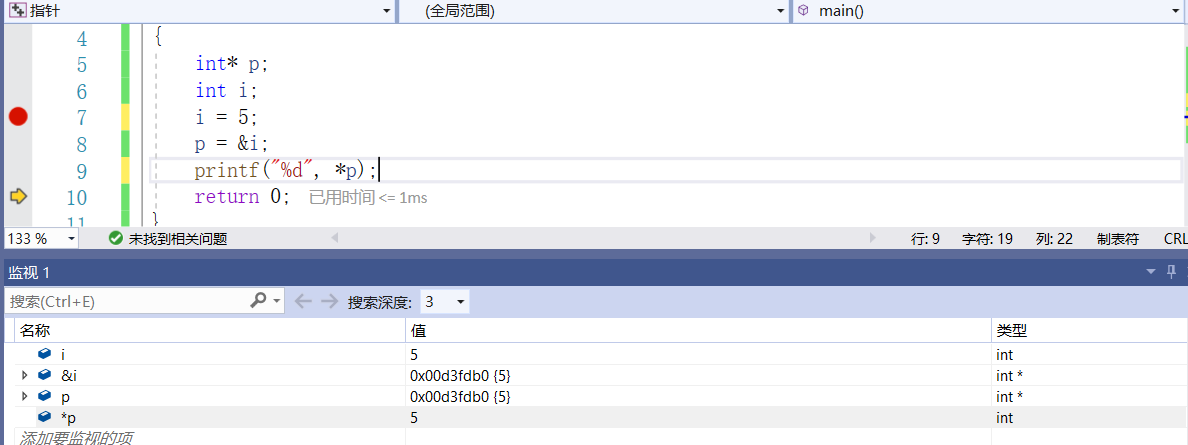 指针 (全局范围) main()
4 {
5 int* p;
6 int i;
7 i = 5;
8 p = &i;
9 printf("%d", *p);
10 return 0; 已用时间 <= 1ms
11 }
133 % 未找到相关问题 行: 9 字符: 19 列: 22 制表符 CRL
监视 1
搜索(Ctrl+E) 搜索深度: 3
名称 值 类型
i 5 int
&i 0x00d3fdb0 {5} int *
p 0x00d3fdb0 {5} int *
*p 5 int
添加要监视的项